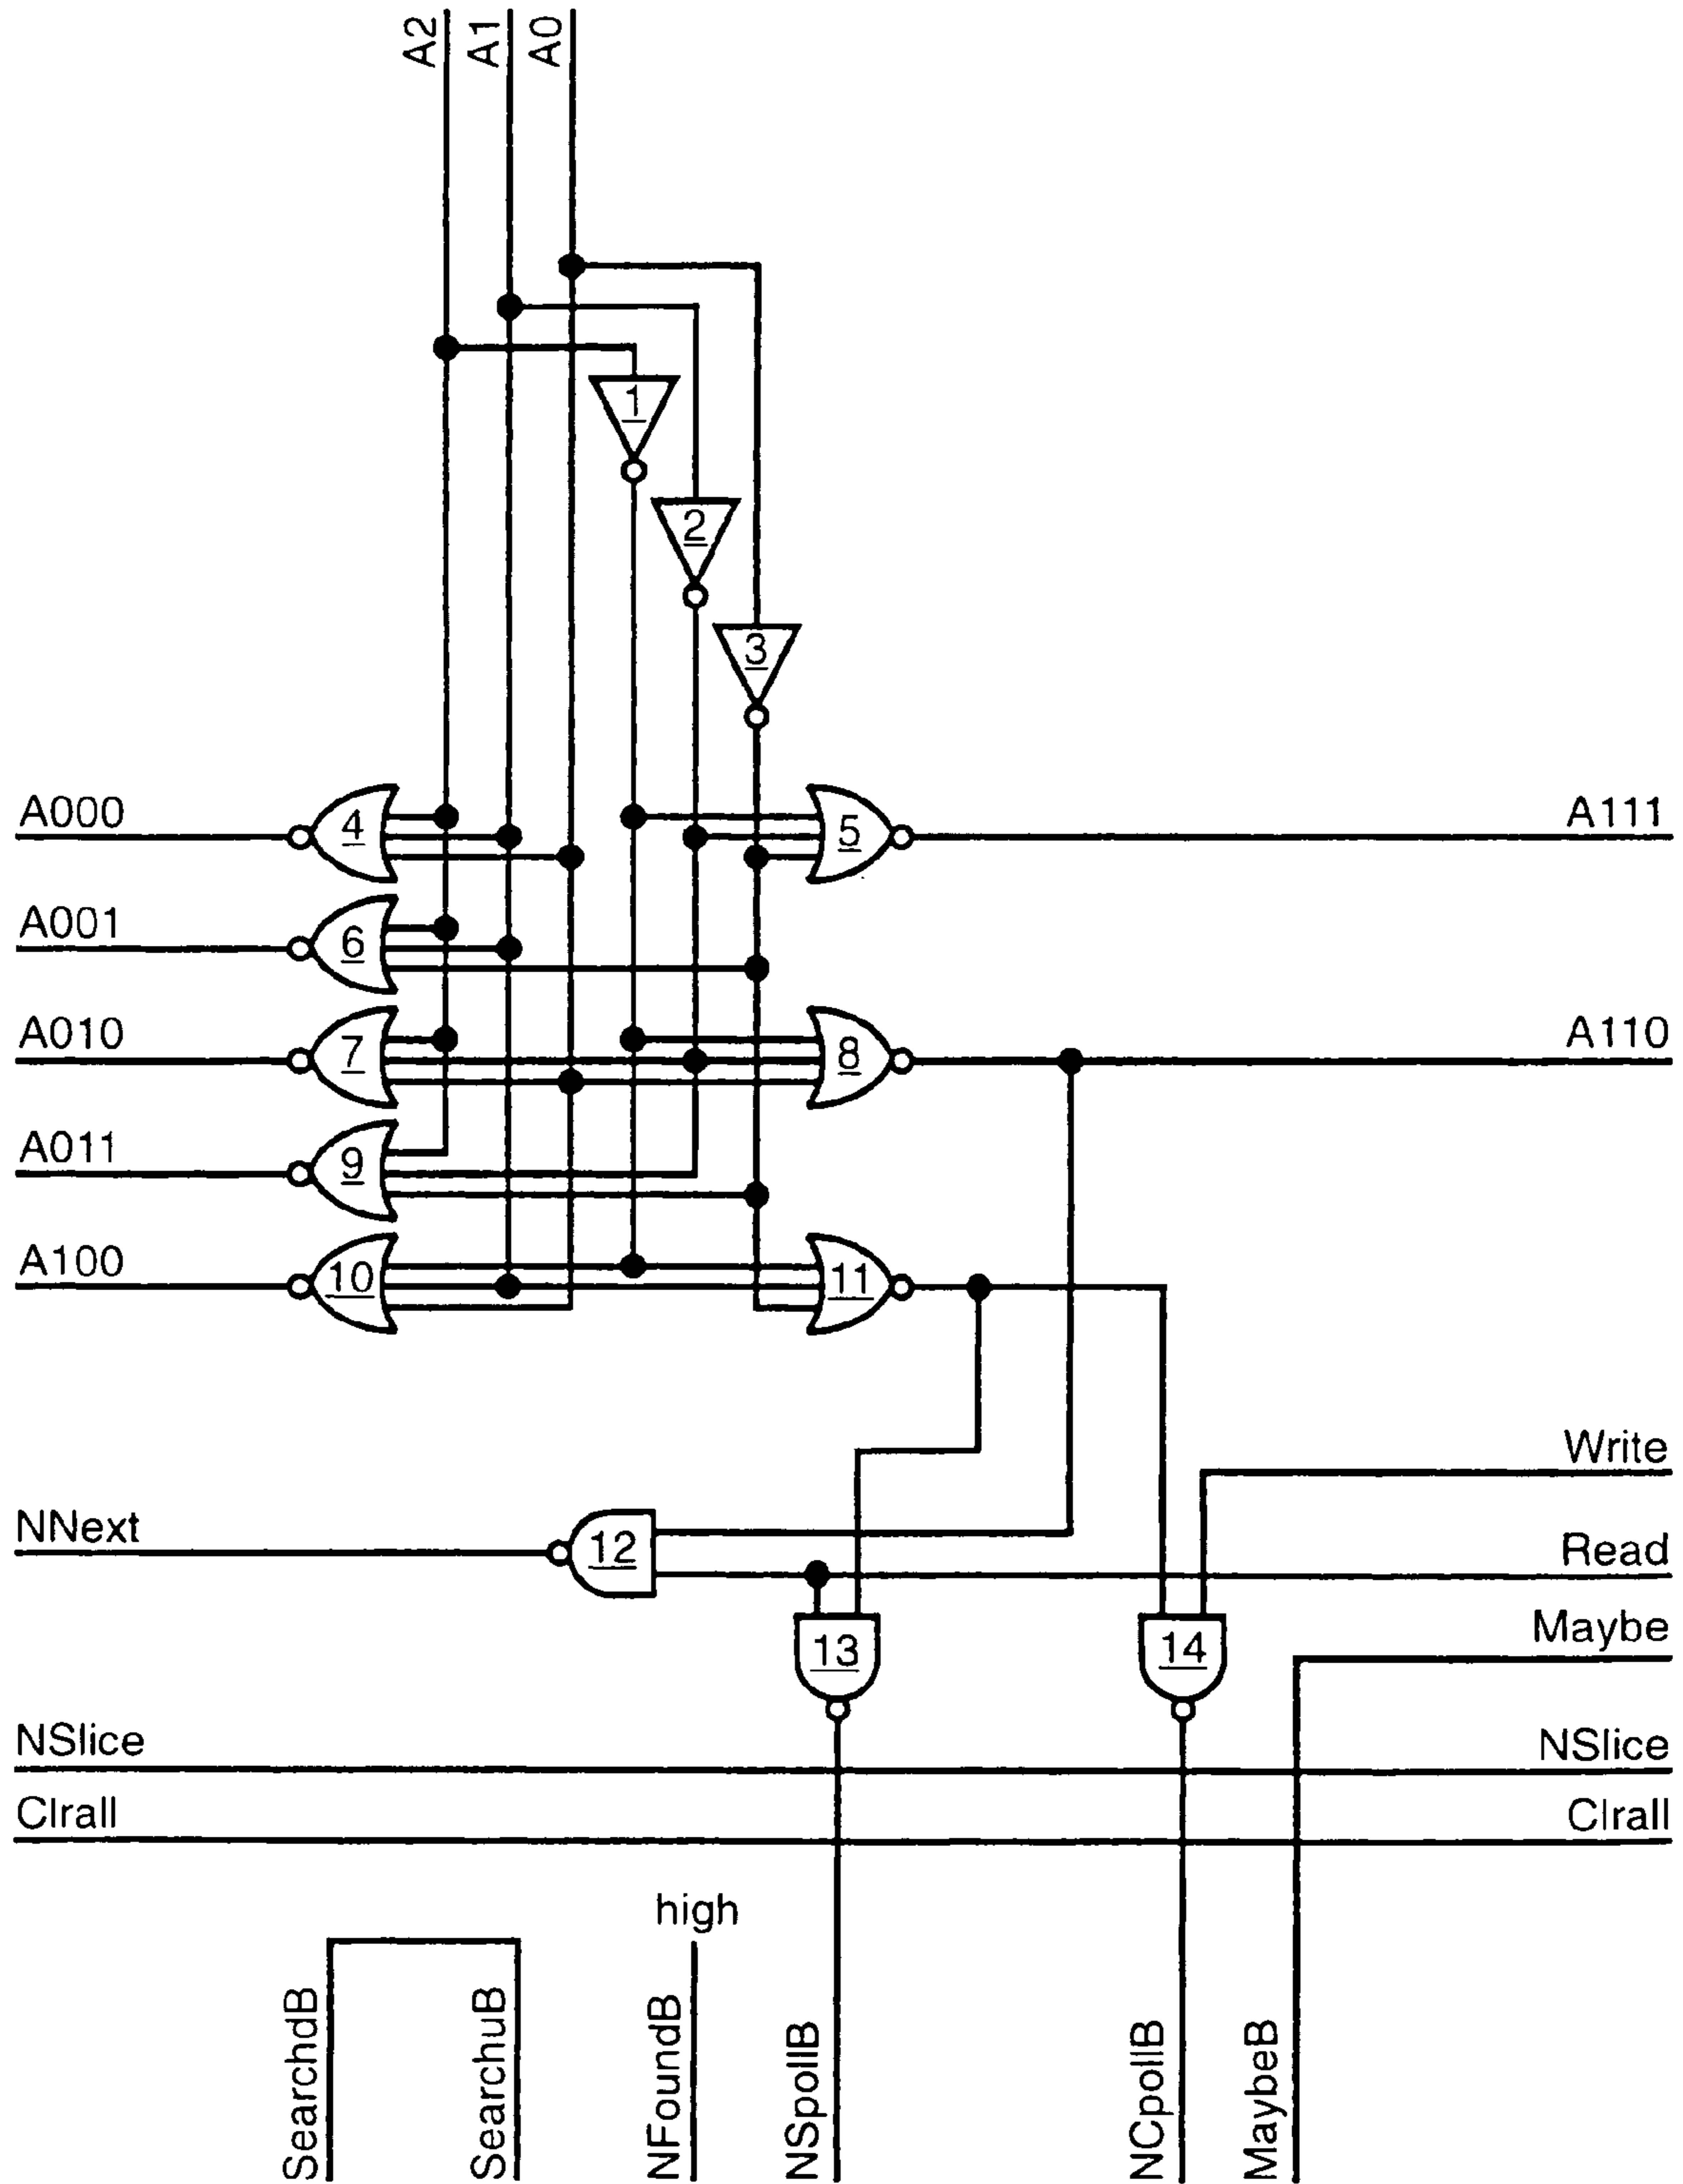 A2
A1
A0
1
2
3
A000
4
5
A111
A001
6
A010
7
8
A110
A011
9
A100
10
11
Write
NNext
12
Read
13
14
Maybe
NSlice
NSlice
Clrall
Clrall
high
SearchdB
SearchuB
NFoundB
NSpollB
NCpollB
MaybeB